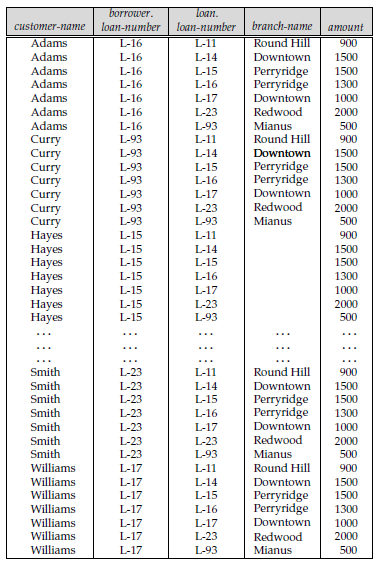 customer-name borrower. loan-number loan. loan-number branch-name amount
Adams L-16 L-11 Round Hill 900
Adams L-16 L-14 Downtown 1500
Adams L-16 L-15 Perryridge 1500
Adams L-16 L-16 Perryridge 1300
Adams L-16 L-17 Downtown 1000
Adams L-16 L-23 Redwood 2000
Adams L-16 L-93 Mianus 500
Curry L-93 L-11 Round Hill 900
Curry L-93 L-14 Downtown 1500
Curry L-93 L-15 Perryridge 1500
Curry L-93 L-16 Perryridge 1300
Curry L-93 L-17 Downtown 1000
Curry L-93 L-23 Redwood 2000
Curry L-93 L-93 Mianus 500
Hayes L-15 L-11 900
Hayes L-15 L-14 1500
Hayes L-15 L-15 1500
Hayes L-15 L-16 1300
Hayes L-15 L-17 1000
Hayes L-15 L-23 2000
Hayes L-15 L-93 500
... ... ... ... ...
... ... ... ... ...
... ... ... ... ...
Smith L-23 L-11 Round Hill 900
Smith L-23 L-14 Downtown 1500
Smith L-23 L-15 Perryridge 1500
Smith L-23 L-16 Perryridge 1300
Smith L-23 L-17 Downtown 1000
Smith L-23 L-23 Redwood 2000
Smith L-23 L-93 Mianus 500
Williams L-17 L-11 Round Hill 900
Williams L-17 L-14 Downtown 1500
Williams L-17 L-15 Perryridge 1500
Williams L-17 L-16 Perryridge 1300
Williams L-17 L-17 Downtown 1000
Williams L-17 L-23 Redwood 2000
Williams L-17 L-93 Mianus 500